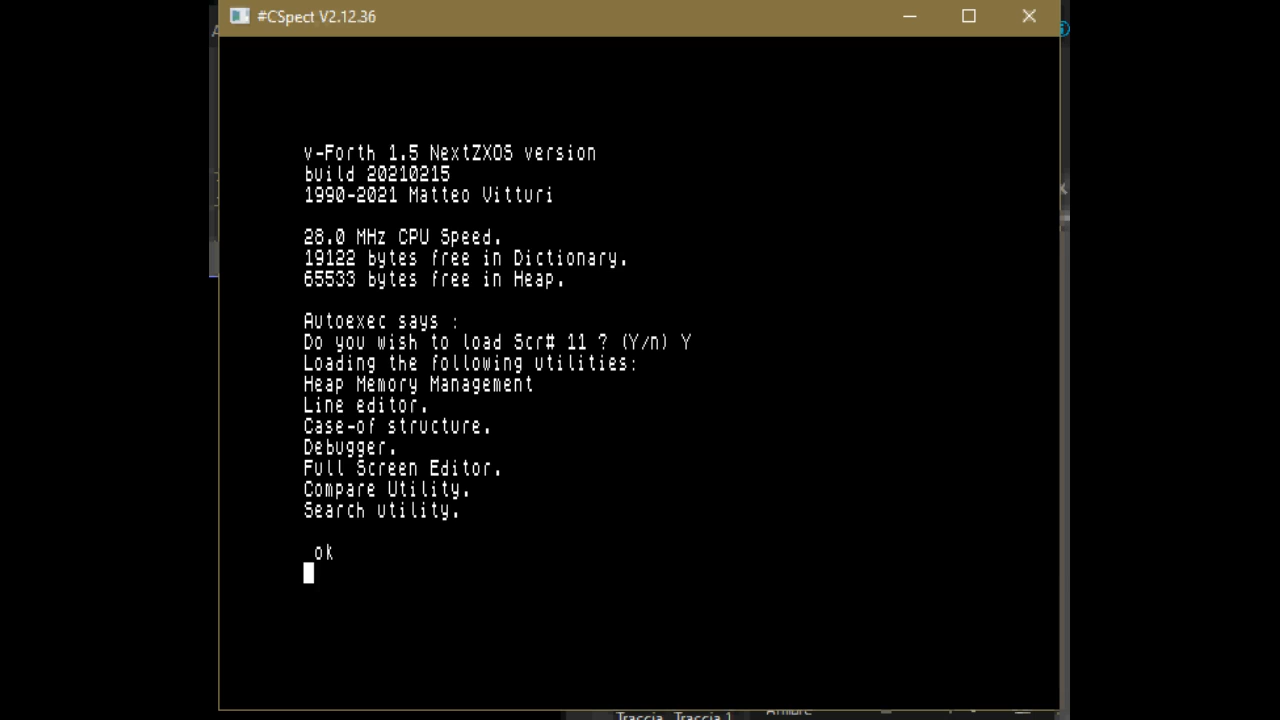 #CSpect V2.12.36
v-Forth 1.5 NextZXOS version
build 20210215
1990-2021 Matteo Vitturi
28.0 MHz CPU Speed.
19122 bytes free in Dictionary.
65533 bytes free in Heap.
Autoexec says :
Do you wish to load Scr# 11 ? (Y/n) Y
Loading the following utilities:
Heap Memory Management
Line editor.
Case-of structure.
Debugger.
Full Screen Editor.
Compare Utility.
Search utility.
ok
Traccia Traccia 1